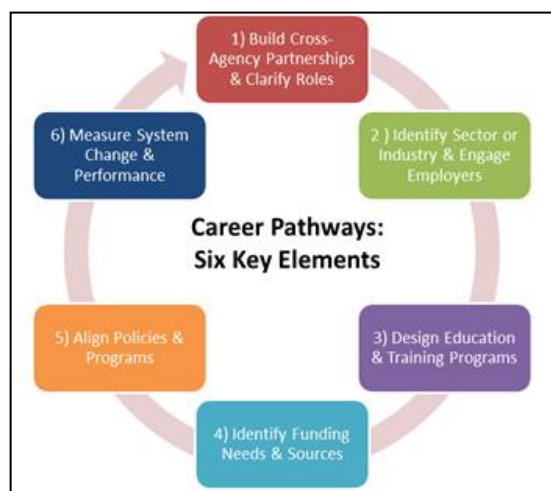 1) Build Cross-
Agency Partnerships
& Clarify Roles
2 ) Identify Sector or
Industry & Engage
Employers
3) Design Education
& Training Programs
4) Identify Funding
Needs & Sources
5) Align Policies &
Programs
6) Measure System
Change &
Performance
Career Pathways:
Six Key Elements